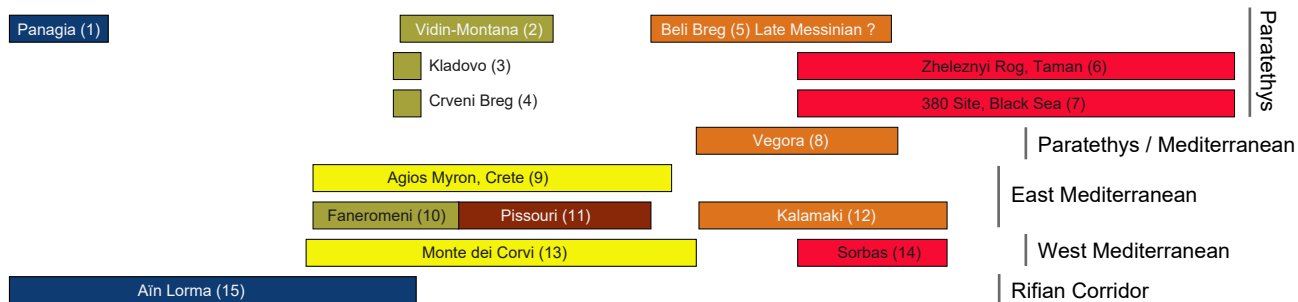 Panagia (1)
Vidin-Montana (2)
Beli Breg (5) Late Messinian ?
Kladovo (3)
Zheleznyi Rog, Taman (6)
Crveni Breg (4)
380 Site, Black Sea (7)
Paratethys
Vegora (8)
Paratethys / Mediterranean
Agios Myron, Crete (9)
East Mediterranean
Faneromeni (10)
Pissouri (11)
Kalamaki (12)
Monte dei Corvi (13)
Sorbas (14)
West Mediterranean
Aïn Lorma (15)
Rifian Corridor